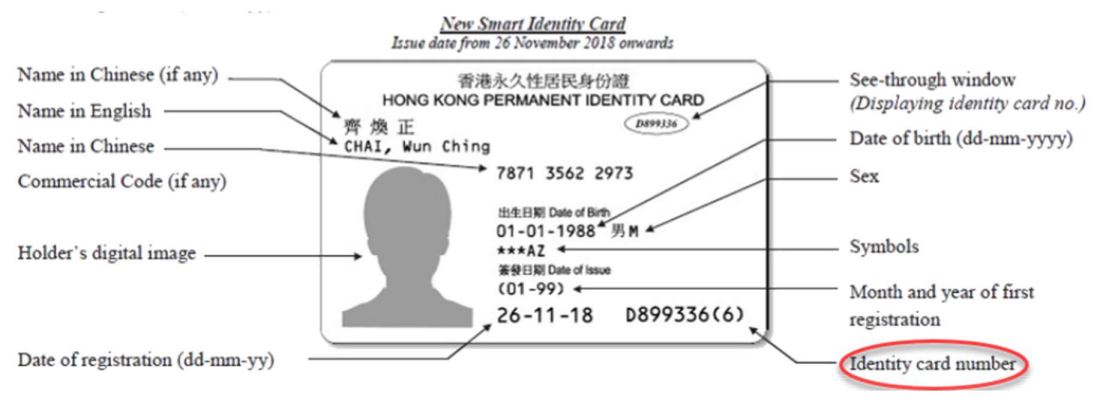 New Smart Identity Card
Issue date from 26 November 2018 onwards
Name in Chinese (if any)
Name in English
Name in Chinese
Commercial Code (if any)
Holder's digital image
Date of registration (dd-mm-yy)
香港永久性居民身份證
HONG KONG PERMANENT IDENTITY CARD
D899336
齊 煥 正
CHAI, Wun Ching
7871 3562 2973
出生日期 Date of Birth
01-01-1988 男 M
***AZ
簽發日期 Date of Issue
(01-99)
26-11-18 D899336(6)
See-through window
(Displaying identity card no.)
Date of birth (dd-mm-yyyy)
Sex
Symbols
Month and year of first
registration
Identity card number